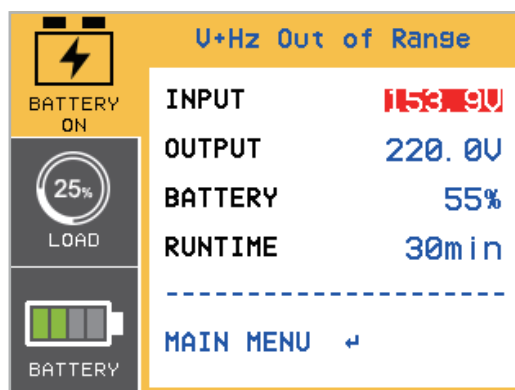 V+Hz Out of Range
BATTERY
ON
25%
LOAD
BATTERY
INPUT 153.9V
OUTPUT 220.0V
BATTERY 55%
RUNTIME 30min
MAIN MENU ↵